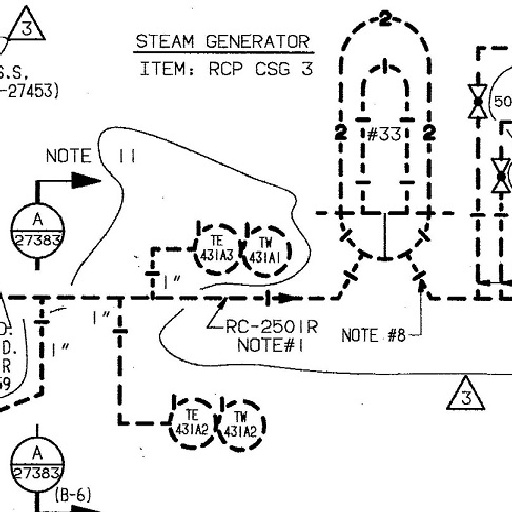 3
STEAM GENERATOR
ITEM: RCP CSG 3
2
S.S,
-27453)
50
2 #33 2
NOTE 11
A
27383
TE
431A3
TW
431A1
1"
1"
RC-2501R
NOTE#1
NOTE #8
D:
D.
R
59
1"
3
TE
431A2
TW
431A2
A
27383
(B-6)